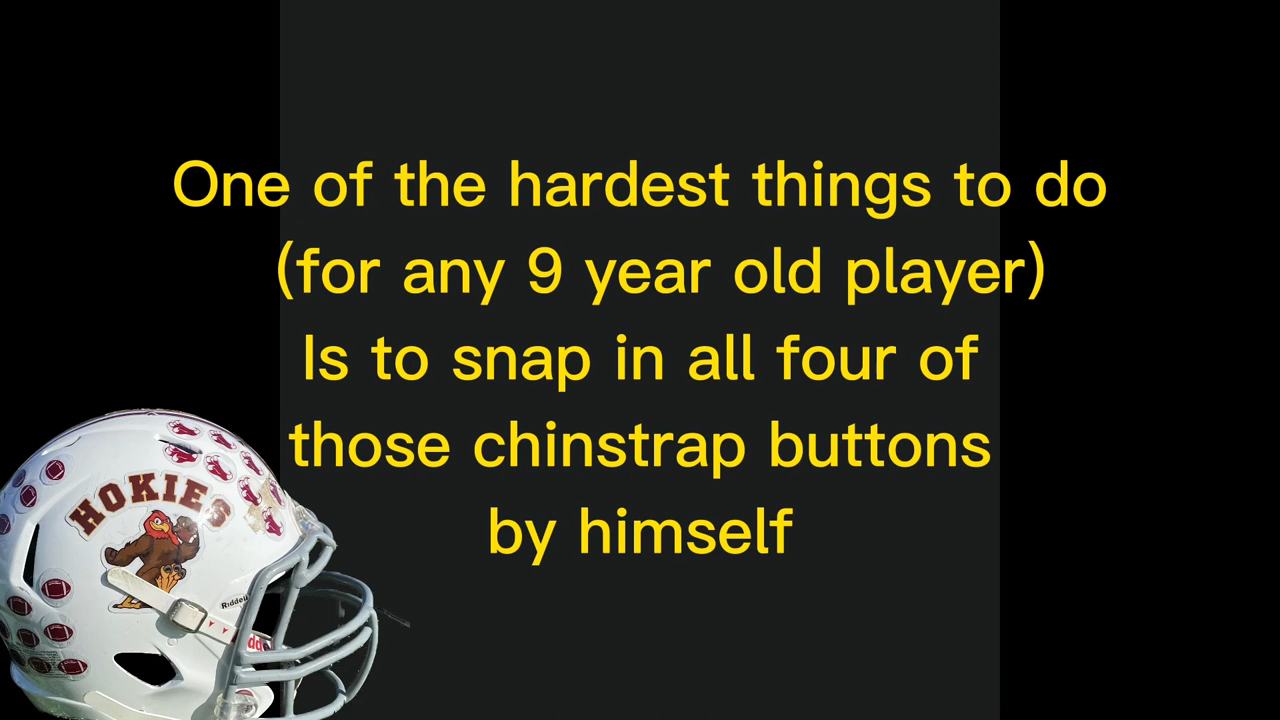 One of the hardest things to do
(for any 9 year old player)
Is to snap in all four of
those chinstrap buttons
by himself
HOKIES
Riddell